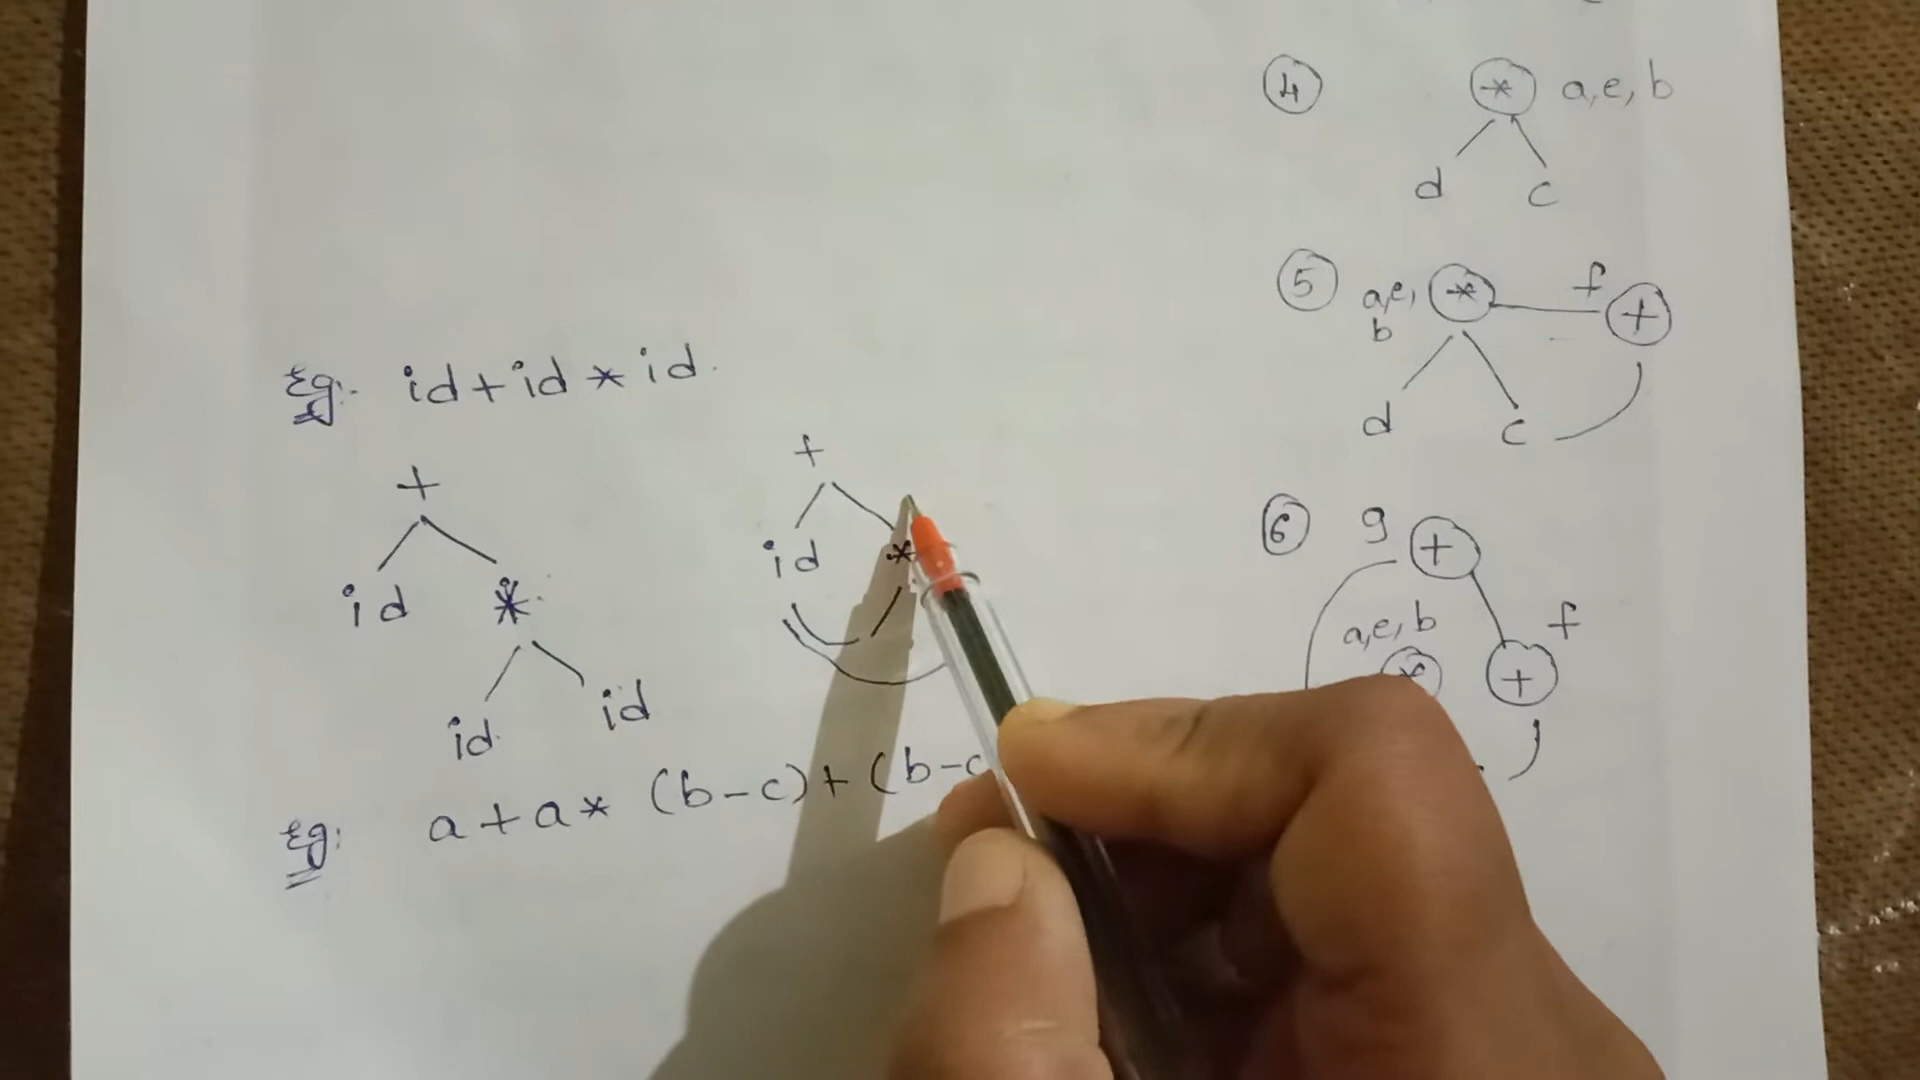 Eg:- id + id * id.
+
id *
id id
+
id *
Eg: a + a * (b - c) + (b - c
4 * a, e, b
d c
5 a, e, b * f +
d c
6 g +
a, e, b f
* +